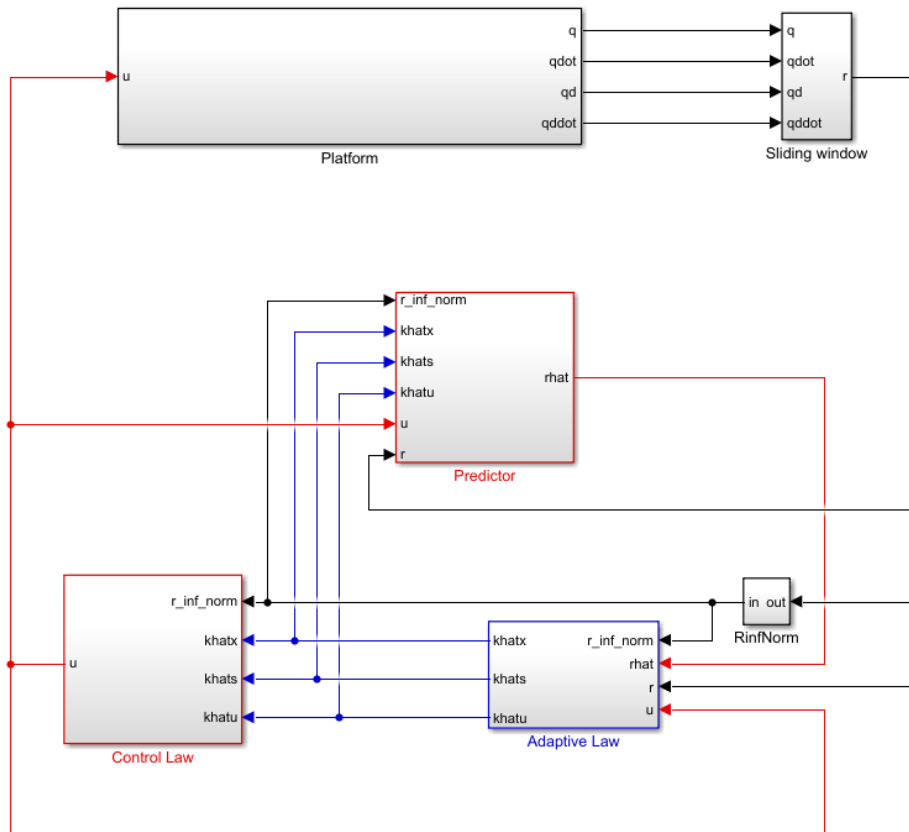 q
qdot
qd
qddot
u
Platform
q
qdot
qd
qddot
r
Sliding window
r_inf_norm
khatx
khats
khatu
u
r
rhat
Predictor
r_inf_norm
khatx
khats
khatu
u
Control Law
khatx
khats
khatu
r_inf_norm
rhat
r
u
Adaptive Law
in out
RinfNorm